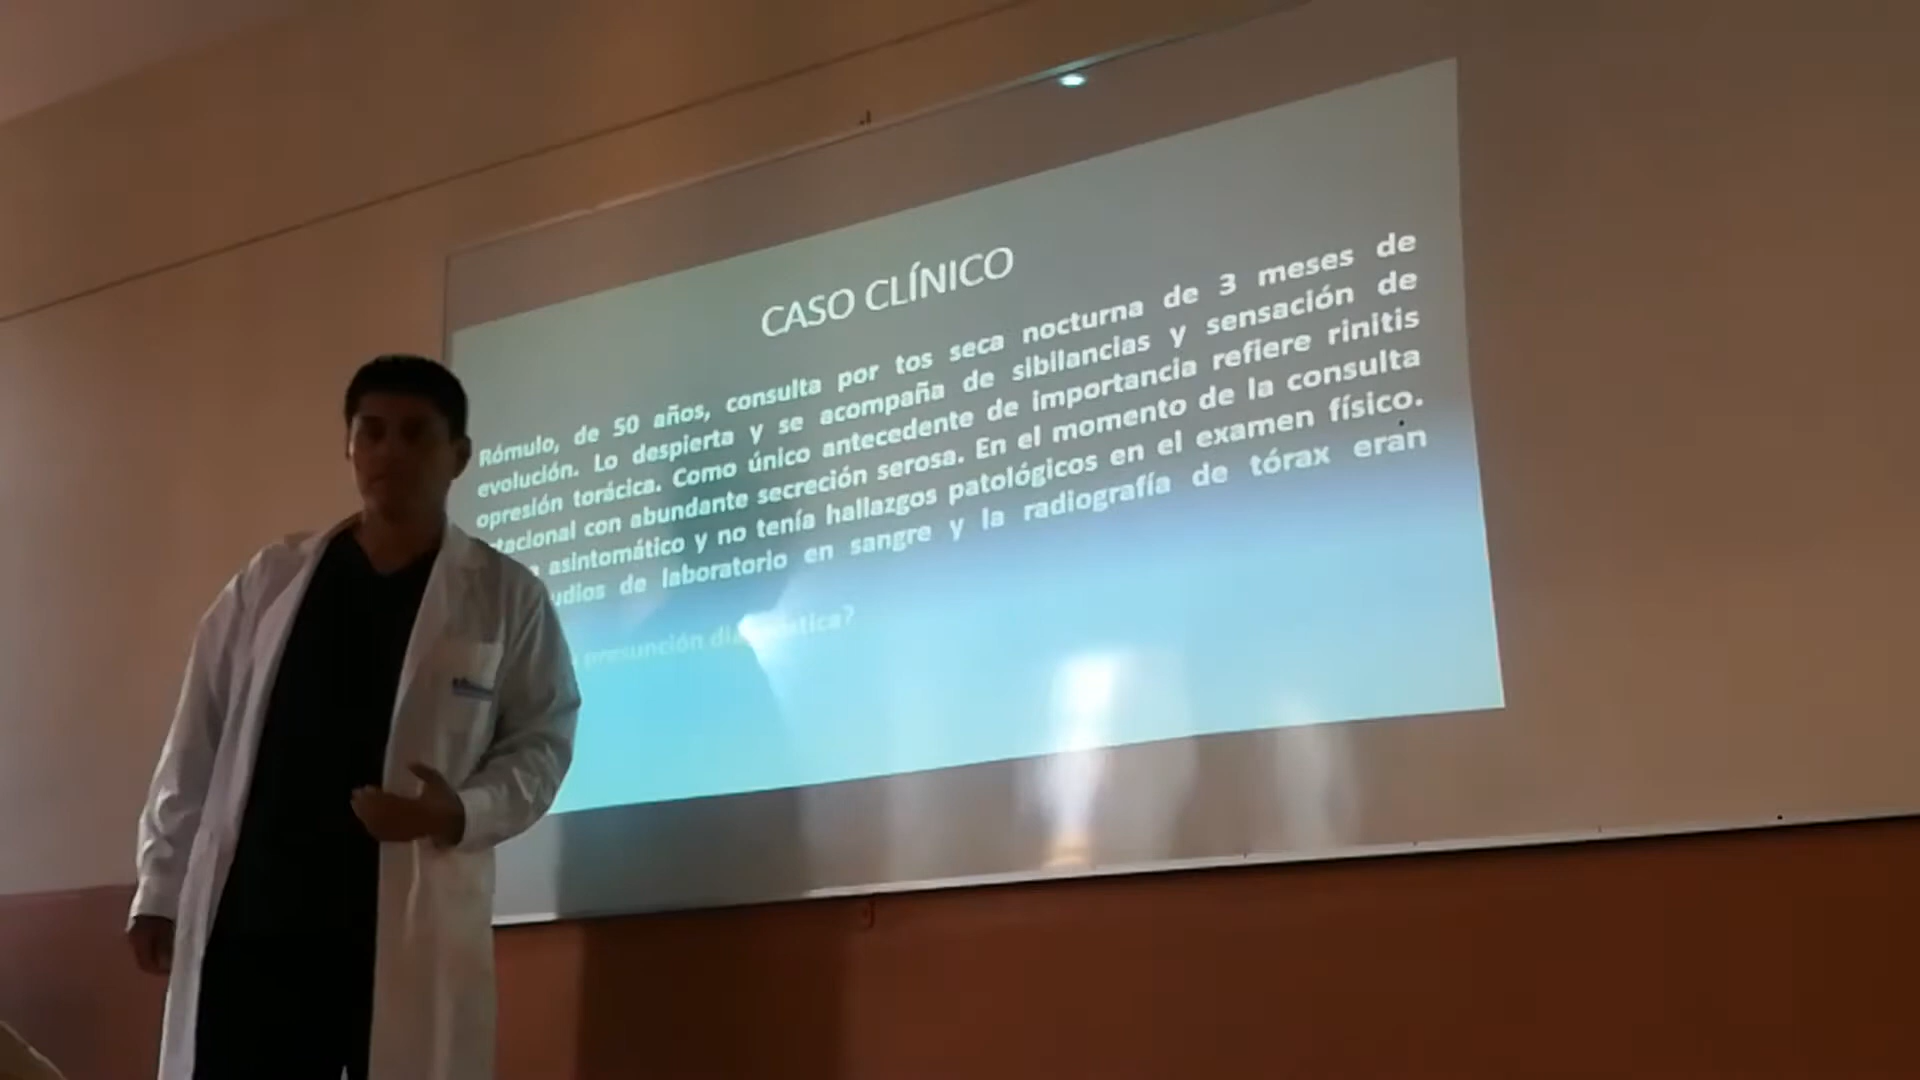 CASO CLÍNICO
Rómulo, de 50 años, consulta por tos seca nocturna de 3 meses de
evolución. Lo despierta y se acompaña de sibilancias y sensación de
opresión torácica. Como único antecedente de importancia refiere rinitis
tacional con abundante secreción serosa. En el momento de la consulta
asintomático y no tenía hallazgos patológicos en el examen físico.
udios de laboratorio en sangre y la radiografía de tórax eran
presunción